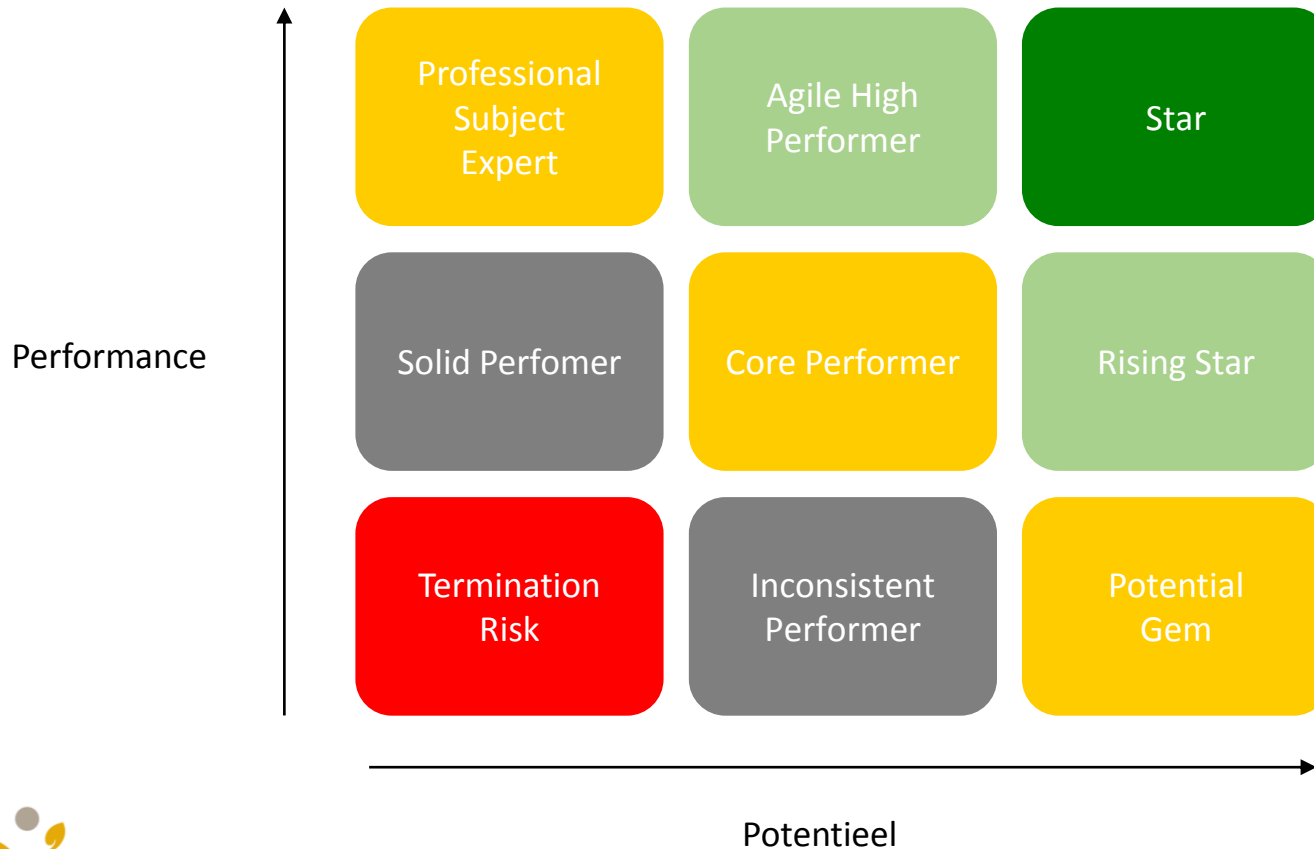 Professional
Subject
Expert
Agile High
Performer
Star
Performance
Solid Perfomer
Core Performer
Rising Star
Termination
Risk
Inconsistent
Performer
Potential
Gem
Potentieel